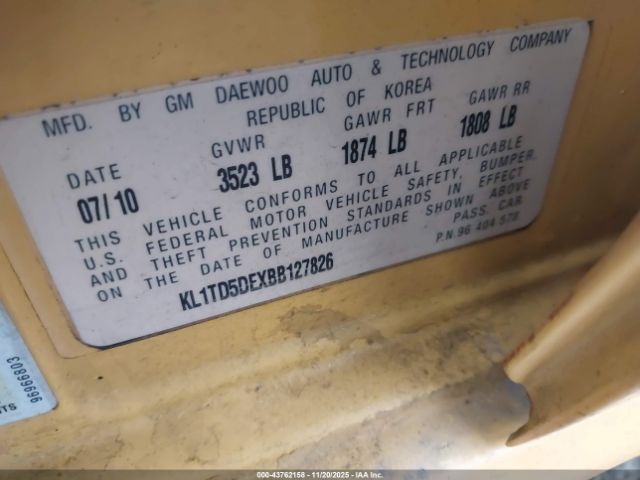 MFD. BY GM DAEWOO AUTO & TECHNOLOGY COMPANY
REPUBLIC OF KOREA
DATE GVWR GAWR FRT GAWR RR
07/10 3523 LB 1874 LB 1808 LB
THIS VEHICLE CONFORMS TO ALL APPLICABLE
U.S. FEDERAL MOTOR VEHICLE SAFETY, BUMPER,
AND THEFT PREVENTION STANDARDS IN EFFECT
ON THE DATE OF MANUFACTURE SHOWN ABOVE
PASS. CAR
P.N.96 404 578
KL1TD5DEXBB127826
96966803
NTS
000-43762158 - 11/20/2025 - IAAI Inc.